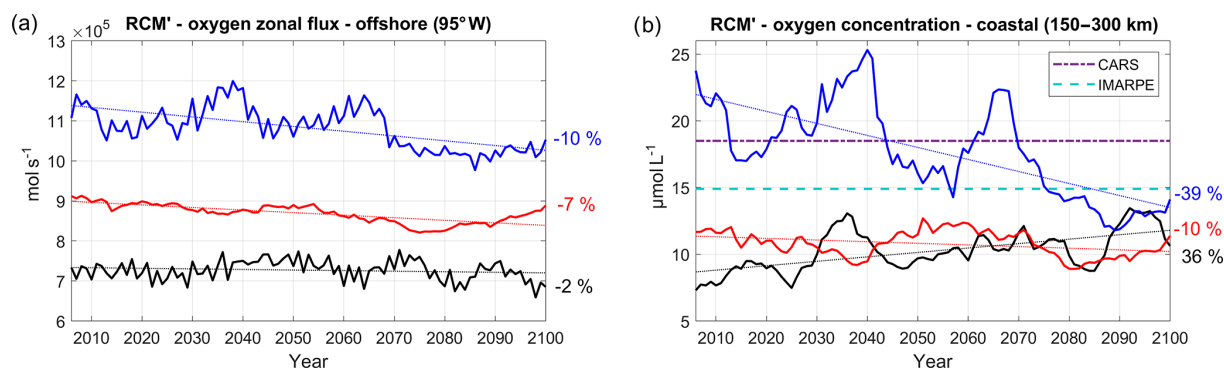 (a)
RCM' - oxygen zonal flux - offshore (95° W)
×10⁵
13
12
11
10
9
8
7
6
mol s⁻¹
-10 %
-7 %
-2 %
2010 2020 2030 2040 2050 2060 2070 2080 2090 2100
Year
(b)
RCM' - oxygen concentration - coastal (150–300 km)
25
20
15
10
5
μmol L⁻¹
CARS
IMARPE
-39 %
-10 %
36 %
2010 2020 2030 2040 2050 2060 2070 2080 2090 2100
Year